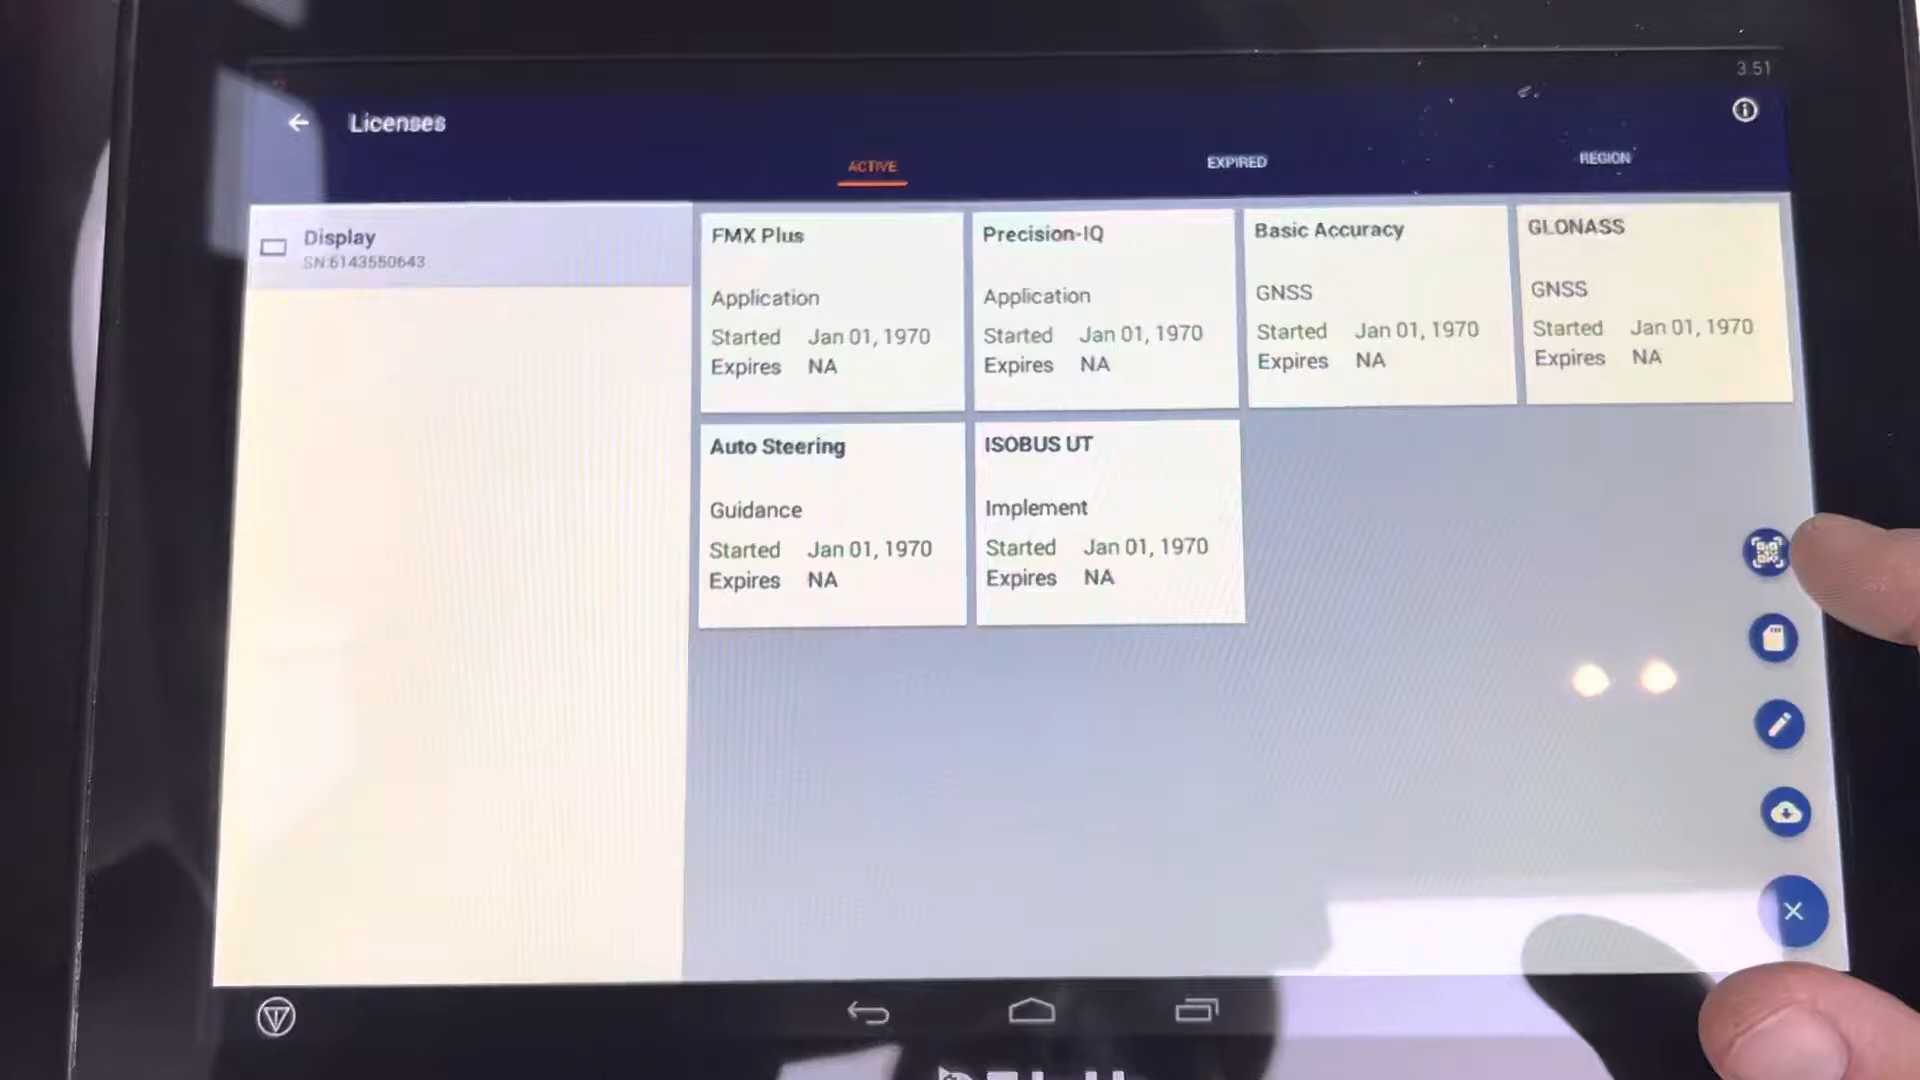 3.51
Licenses
ACTIVE
EXPIRED
REGION
Display
SN:6143550643
FMX Plus
Application
Started Jan 01, 1970
Expires NA
Precision-IQ
Application
Started Jan 01, 1970
Expires NA
Basic Accuracy
GNSS
Started Jan 01, 1970
Expires NA
GLONASS
GNSS
Started Jan 01, 1970
Expires NA
Auto Steering
Guidance
Started Jan 01, 1970
Expires NA
ISOBUS UT
Implement
Started Jan 01, 1970
Expires NA